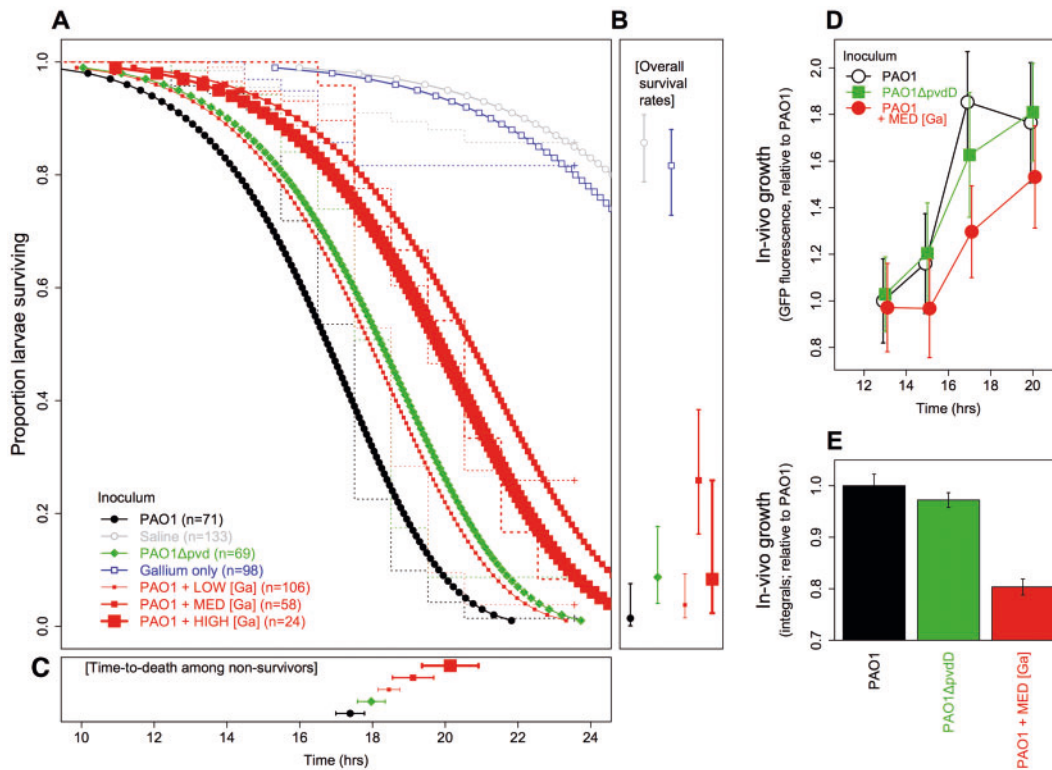 A
Proportion larvae surviving
1.0
0.8
0.6
0.4
0.2
0.0
Inoculum
PAO1 (n=71)
Saline (n=133)
PAO1Δpvd (n=69)
Gallium only (n=98)
PAO1 + LOW [Ga] (n=106)
PAO1 + MED [Ga] (n=58)
PAO1 + HIGH [Ga] (n=24)
B
[Overall
survival
rates]
C
[Time-to-death among non-survivors]
10 12 14 16 18 20 22 24
Time (hrs)
D
In-vivo growth
(GFP fluorescence, relative to PAO1)
2.0
1.8
1.6
1.4
1.2
1.0
0.8
Inoculum
PAO1
PAO1ΔpvdD
PAO1
+ MED [Ga]
12 14 16 18 20
Time (hrs)
E
In-vivo growth
(integrals; relative to PAO1)
1.0
0.9
0.8
0.7
PAO1
PAO1ΔpvdD
PAO1 + MED [Ga]